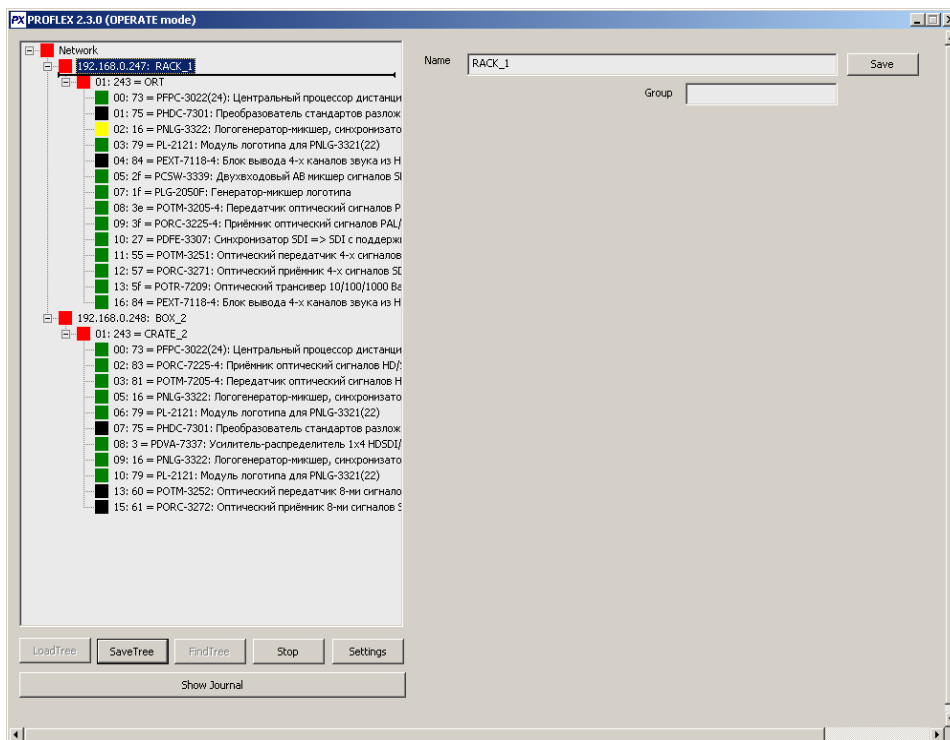 PX PROFLEX 2.3.0 (OPERATE mode)
Network
192.168.0.247: RACK_1
01: 243 = ORT
00: 73 = PFPC-3022(24): Центральный процессор дистанци
01: 75 = PHDC-7301: Преобразователь стандартов разлож
02: 16 = PNLG-3322: Логогенератор-микшер, синхронизато
03: 79 = PL-2121: Модуль логотипа для PNLG-3321(22)
04: 84 = PEXT-7118-4: Блок вывода 4-х каналов звука из H
05: 2f = PCSW-3339: Двухвходовый АВ микшер сигналов SI
07: 1f = PLG-2050F: Генератор-микшер логотипа
08: 3e = POTM-3205-4: Передатчик оптический сигналов P
09: 3f = PORC-3225-4: Приёмник оптический сигналов PAL/
10: 27 = PDFE-3307: Синхронизатор SDI => SDI с поддержк
11: 55 = POTM-3251: Оптический передатчик 4-х сигналов
12: 57 = PORC-3271: Оптический приёмник 4-х сигналов SD
13: 5f = POTR-7209: Оптический трансивер 10/100/1000 Ba
16: 84 = PEXT-7118-4: Блок вывода 4-х каналов звука из H
192.168.0.248: BOX_2
01: 243 = CRATE_2
00: 73 = PFPC-3022(24): Центральный процессор дистанци
02: 83 = PORC-7225-4: Приёмник оптический сигналов HD/
03: 81 = POTM-7205-4: Передатчик оптический сигналов H
05: 16 = PNLG-3322: Логогенератор-микшер, синхронизато
06: 79 = PL-2121: Модуль логотипа для PNLG-3321(22)
07: 75 = PHDC-7301: Преобразователь стандартов разлож
08: 3 = PDVA-7337: Усилитель-распределитель 1x4 HDSDI/
09: 16 = PNLG-3322: Логогенератор-микшер, синхронизато
10: 79 = PL-2121: Модуль логотипа для PNLG-3321(22)
13: 60 = POTM-3252: Оптический передатчик 8-ми сигнало
15: 61 = PORC-3272: Оптический приёмник 8-ми сигналов S
LoadTree SaveTree FindTree Stop Settings
Show Journal
Name RACK_1 Save
Group